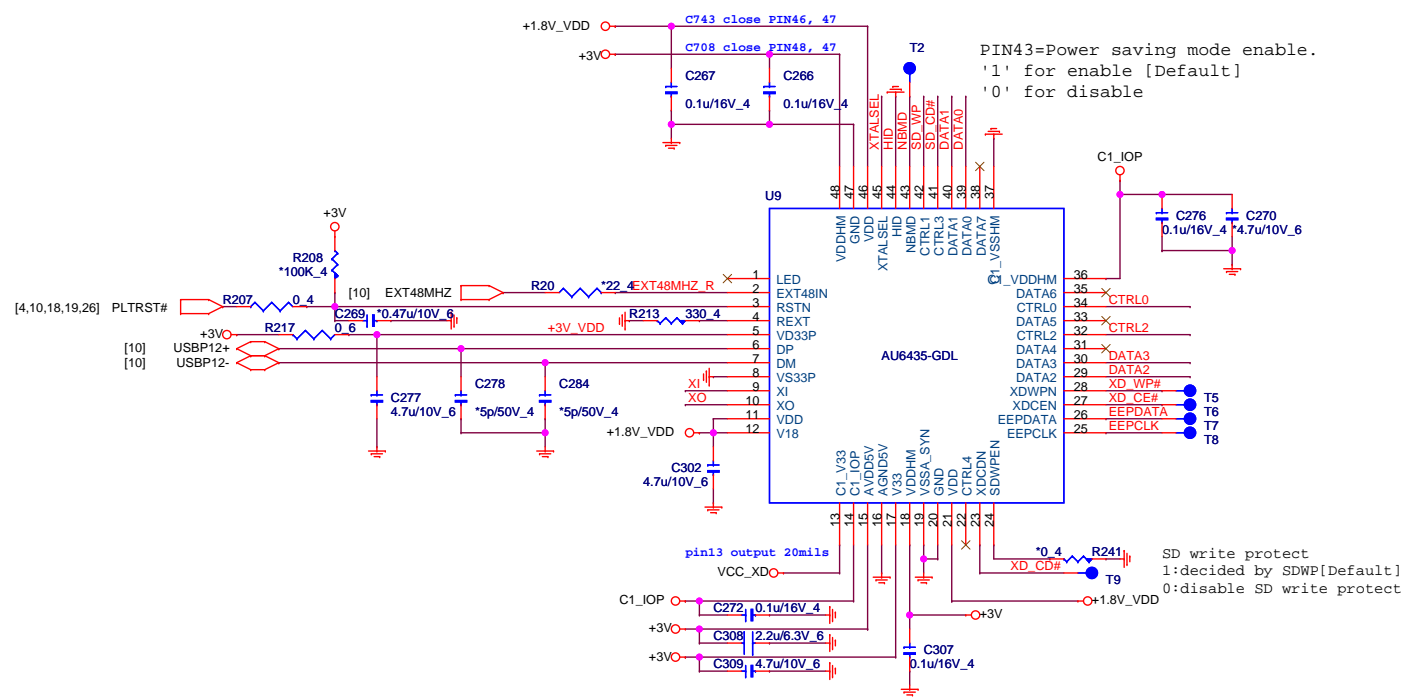 C743 close PIN46, 47
+1.8V_VDD
C708 close PIN48, 47
+3V
T2
PIN43=Power saving mode enable.
'1' for enable [Default]
'0' for disable
C267
0.1u/16V_4
C266
0.1u/16V_4
XTALSEL
HID
NBMD
SD_WP
SD_CD#
DATA1
DATA0
C1_IOP
C276
0.1u/16V_4
C270
*4.7u/10V_6
U9
48
47
46
45
44
43
42
41
40
39
38
37
VDDHM
GND
VDD
XTALSEL
HID
NBMD
CTRL1
CTRL3
DATA1
DATA0
DATA7
C1_VSSHM
+3V
R208
*100K_4
[4,10,18,19,26] PLTRST#
R207
0_4
[10] EXT48MHZ
R20
*22_4
EXT48MHZ_R
C269
*0.47u/10V_6
R213
330_4
+3V
R217
0_6
+3V_VDD
[10] USBP12+
[10] USBP12-
C277
4.7u/10V_6
C278
*5p/50V_4
C284
*5p/50V_4
XI
XO
+1.8V_VDD
C302
4.7u/10V_6
1 LED
2 EXT48IN
3 RSTN
4 REXT
5 VD33P
6 DP
7 DM
8 VS33P
9 XI
10 XO
11 VDD
12 V18
AU6435-GDL
C1_VDDHM 36
DATA6 35
CTRL0 34 CTRL0
DATA5 33
CTRL2 32 CTRL2
DATA4 31
DATA3 30 DATA3
DATA2 29 DATA2
XDWPN 28 XD_WP# T5
XDCEN 27 XD_CE# T6
EEPDATA 26 EEPDATA T7
EEPCLK 25 EEPCLK T8
C1_V33
C1_IOP
AVDD5V
AGND5V
V33
VDDHM
VSSA_SYN
GND
VDD
CTRL4
XDCDN
SDWPEN
13
14
15
16
17
18
19
20
21
22
23
24
pin13 output 20mils
VCC_XD
C1_IOP
C272
0.1u/16V_4
+3V
C308
2.2u/6.3V_6
+3V
C309
4.7u/10V_6
C307
0.1u/16V_4
+3V
+1.8V_VDD
*0_4
R241
XD_CD#
T9
SD write protect
1:decided by SDWP[Default]
0:disable SD write protect